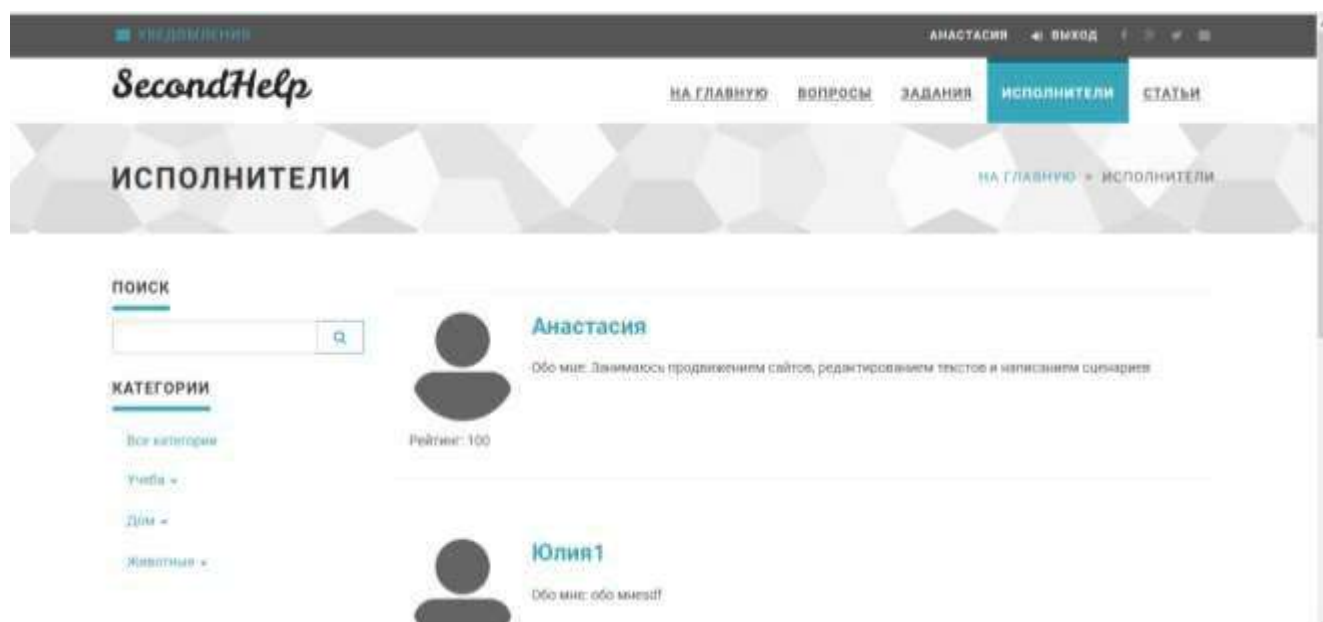 УВЕДОМЛЕНИЯ
АНАСТАСИЯ ВЫХОД
SecondHelp
НА ГЛАВНУЮ ВОПРОСЫ ЗАДАНИЯ ИСПОЛНИТЕЛИ СТАТЬИ
ИСПОЛНИТЕЛИ
НА ГЛАВНУЮ » ИСПОЛНИТЕЛИ
ПОИСК
КАТЕГОРИИ
Все категории
Учеба
Дом
Животные
Анастасия
Обо мне: Занимаюсь продвижением сайтов, редактированием текстов и написанием сценариев
Рейтинг: 100
Юлия1
Обо мне: обо мнеsdf